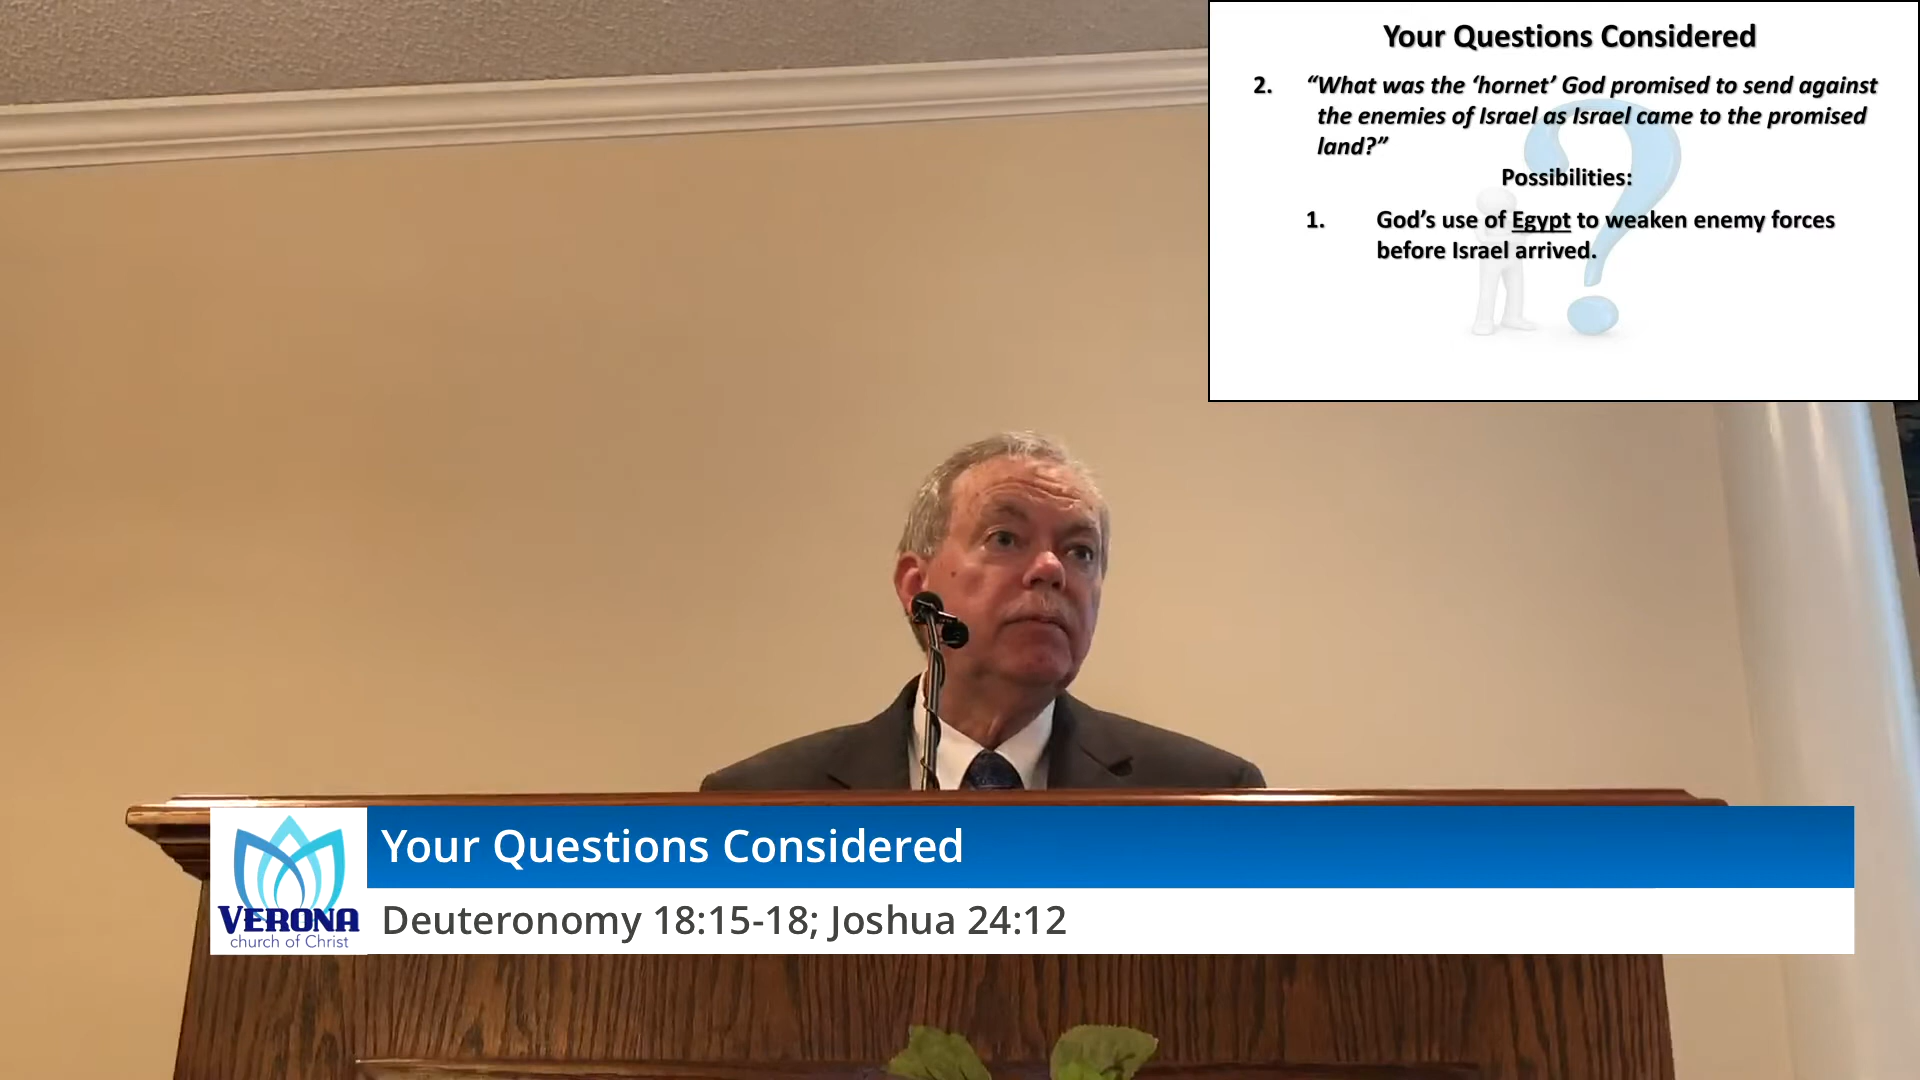 Your Questions Considered
2. “What was the ‘hornet’ God promised to send against
the enemies of Israel as Israel came to the promised
land?”
Possibilities:
1. God’s use of Egypt to weaken enemy forces
before Israel arrived.
Your Questions Considered
VERONA
church of Christ
Deuteronomy 18:15-18; Joshua 24:12